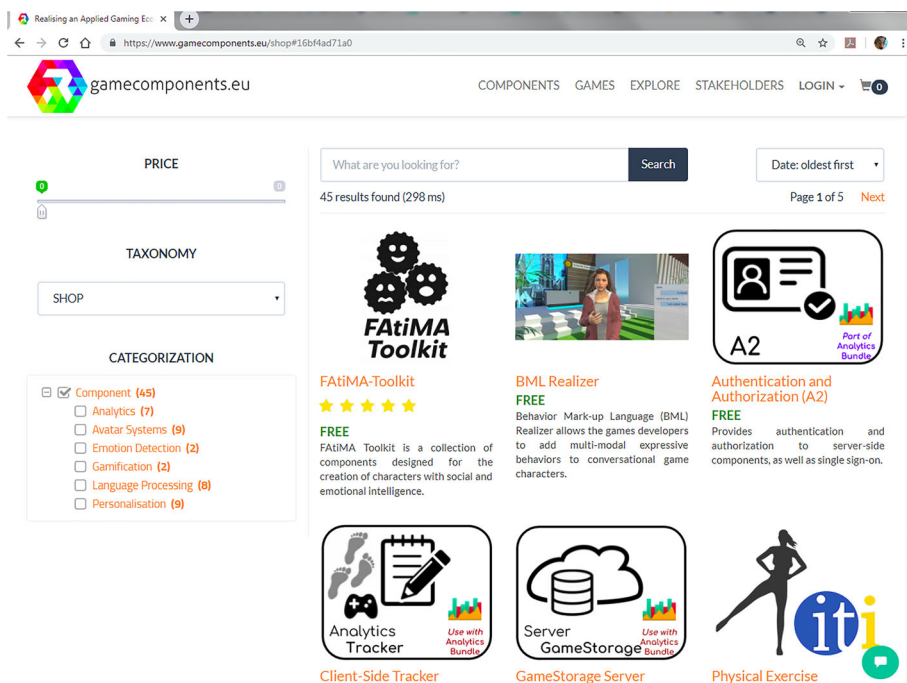 Realising an Applied Gaming Eco
https://www.gamecomponents.eu/shop#16bf4ad71a0
gamecomponents.eu
COMPONENTS GAMES EXPLORE STAKEHOLDERS LOGIN 0
PRICE
0 0
TAXONOMY
SHOP
CATEGORIZATION
Component (45)
Analytics (7)
Avatar Systems (9)
Emotion Detection (2)
Gamification (2)
Language Processing (8)
Personalisation (9)
What are you looking for? Search Date: oldest first
45 results found (298 ms) Page 1 of 5 Next
FAtiMA
Toolkit
FAtiMA-Toolkit
FREE
FAtiMA Toolkit is a collection of
components designed for the
creation of characters with social and
emotional intelligence.
BML Realizer
FREE
Behavior Mark-up Language (BML)
Realizer allows the games developers
to add multi-modal expressive
behaviors to conversational game
characters.
A2
Part of
Analytics
Bundle
Authentication and
Authorization (A2)
FREE
Provides authentication and
authorization to server-side
components, as well as single sign-on.
Analytics
Tracker
Use with
Analytics
Bundle
Client-Side Tracker
Server
GameStorage
Use with
Analytics
Bundle
GameStorage Server
iti
Physical Exercise